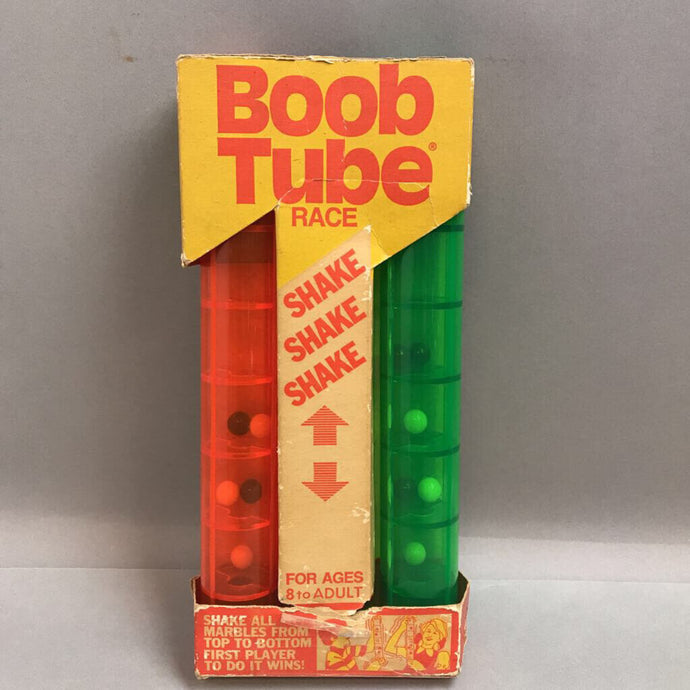 Boob
Tube®
RACE
SHAKE
SHAKE
SHAKE
FOR AGES
8 to ADULT
SHAKE ALL
MARBLES FROM
TOP TO BOTTOM
FIRST PLAYER
TO DO IT WINS!